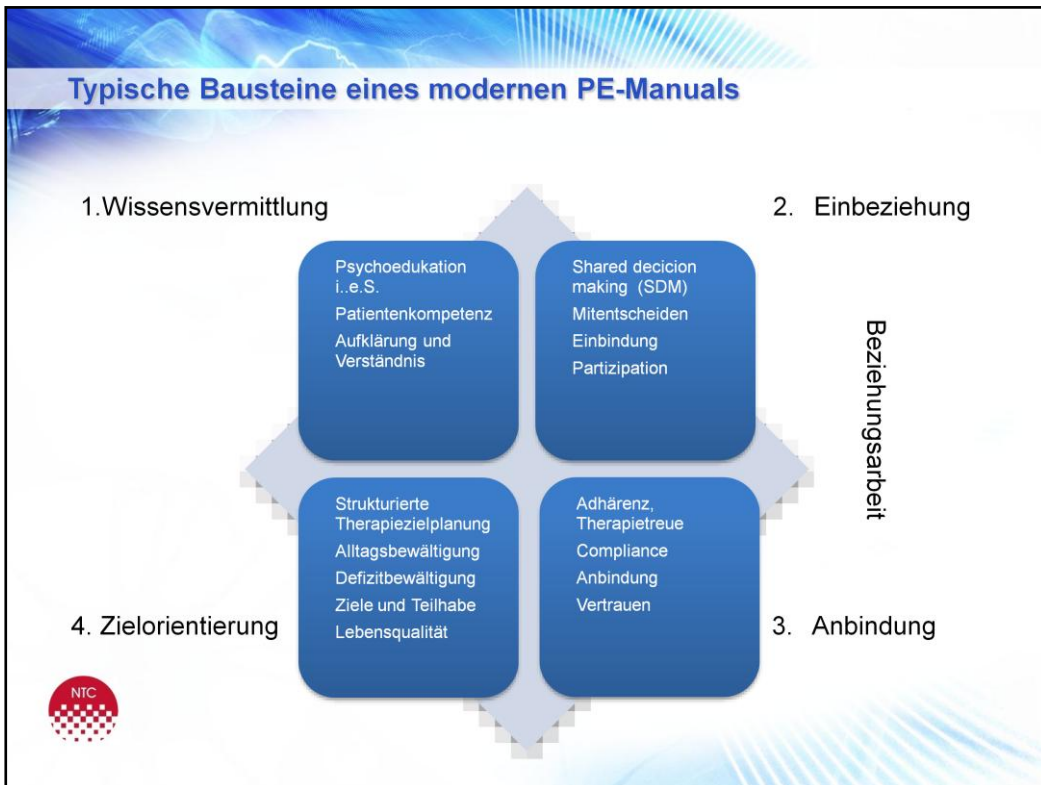 Typische Bausteine eines modernen PE-Manuals
1.Wissensvermittlung
Psychoedukation
i..e.S.
Patientenkompetenz
Aufklärung und
Verständnis
2. Einbeziehung
Shared decicion
making (SDM)
Mitentscheiden
Einbindung
Partizipation
Beziehungsarbeit
Adhärenz,
Therapietreue
Compliance
Anbindung
Vertrauen
3. Anbindung
Strukturierte
Therapiezielplanung
Alltagsbewältigung
Defizitbewältigung
Ziele und Teilhabe
Lebensqualität
4. Zielorientierung
NTC